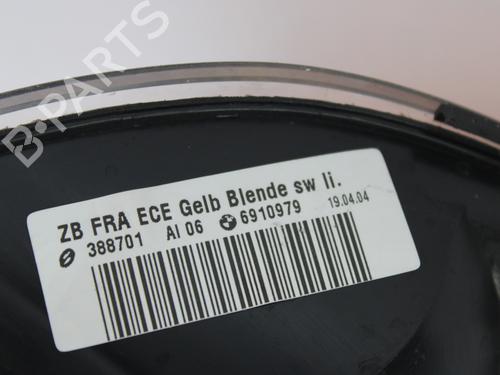 B-PARTS
ZB FRA ECE Gelb Blende sw li.
388701 AI 06 6910979 19.04.04